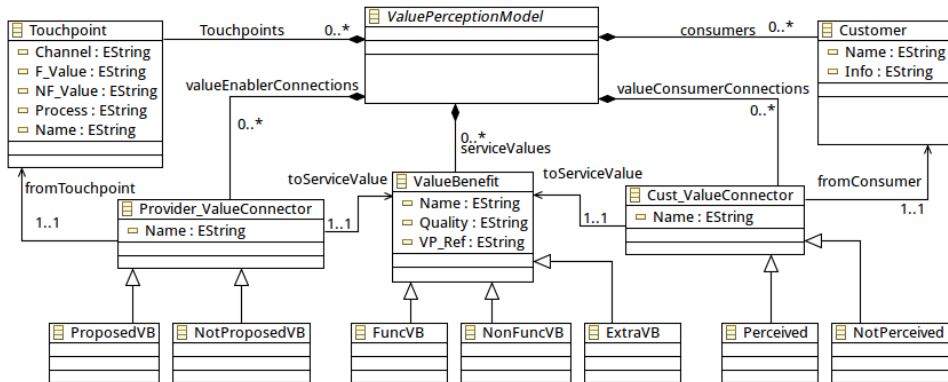 ValuePerceptionModel
Touchpoint
Channel : EString
F_Value : EString
NF_Value : EString
Process : EString
Name : EString
Touchpoints
0..*
consumers
0..*
Customer
Name : EString
Info : EString
valueEnablerConnections
0..*
valueConsumerConnections
0..*
0..*
serviceValues
fromTouchpoint
1..1
Provider_ValueConnector
Name : EString
toServiceValue
1..1
ValueBenefit
Name : EString
Quality : EString
VP_Ref : EString
toServiceValue
1..1
Cust_ValueConnector
Name : EString
fromConsumer
1..1
ProposedVB
NotProposedVB
FuncVB
NonFuncVB
ExtraVB
Perceived
NotPerceived